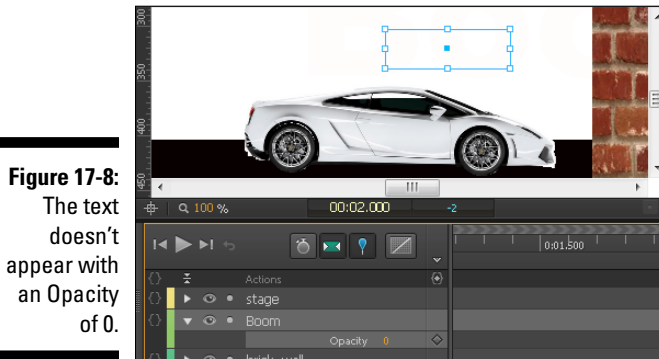 300
350
400
450
Figure 17-8:
The text
doesn't
appear with
an Opacity
of 0.
100 %
00:02.000
-2
0:01.500
Actions
stage
Boom
Opacity 0
brick_wall